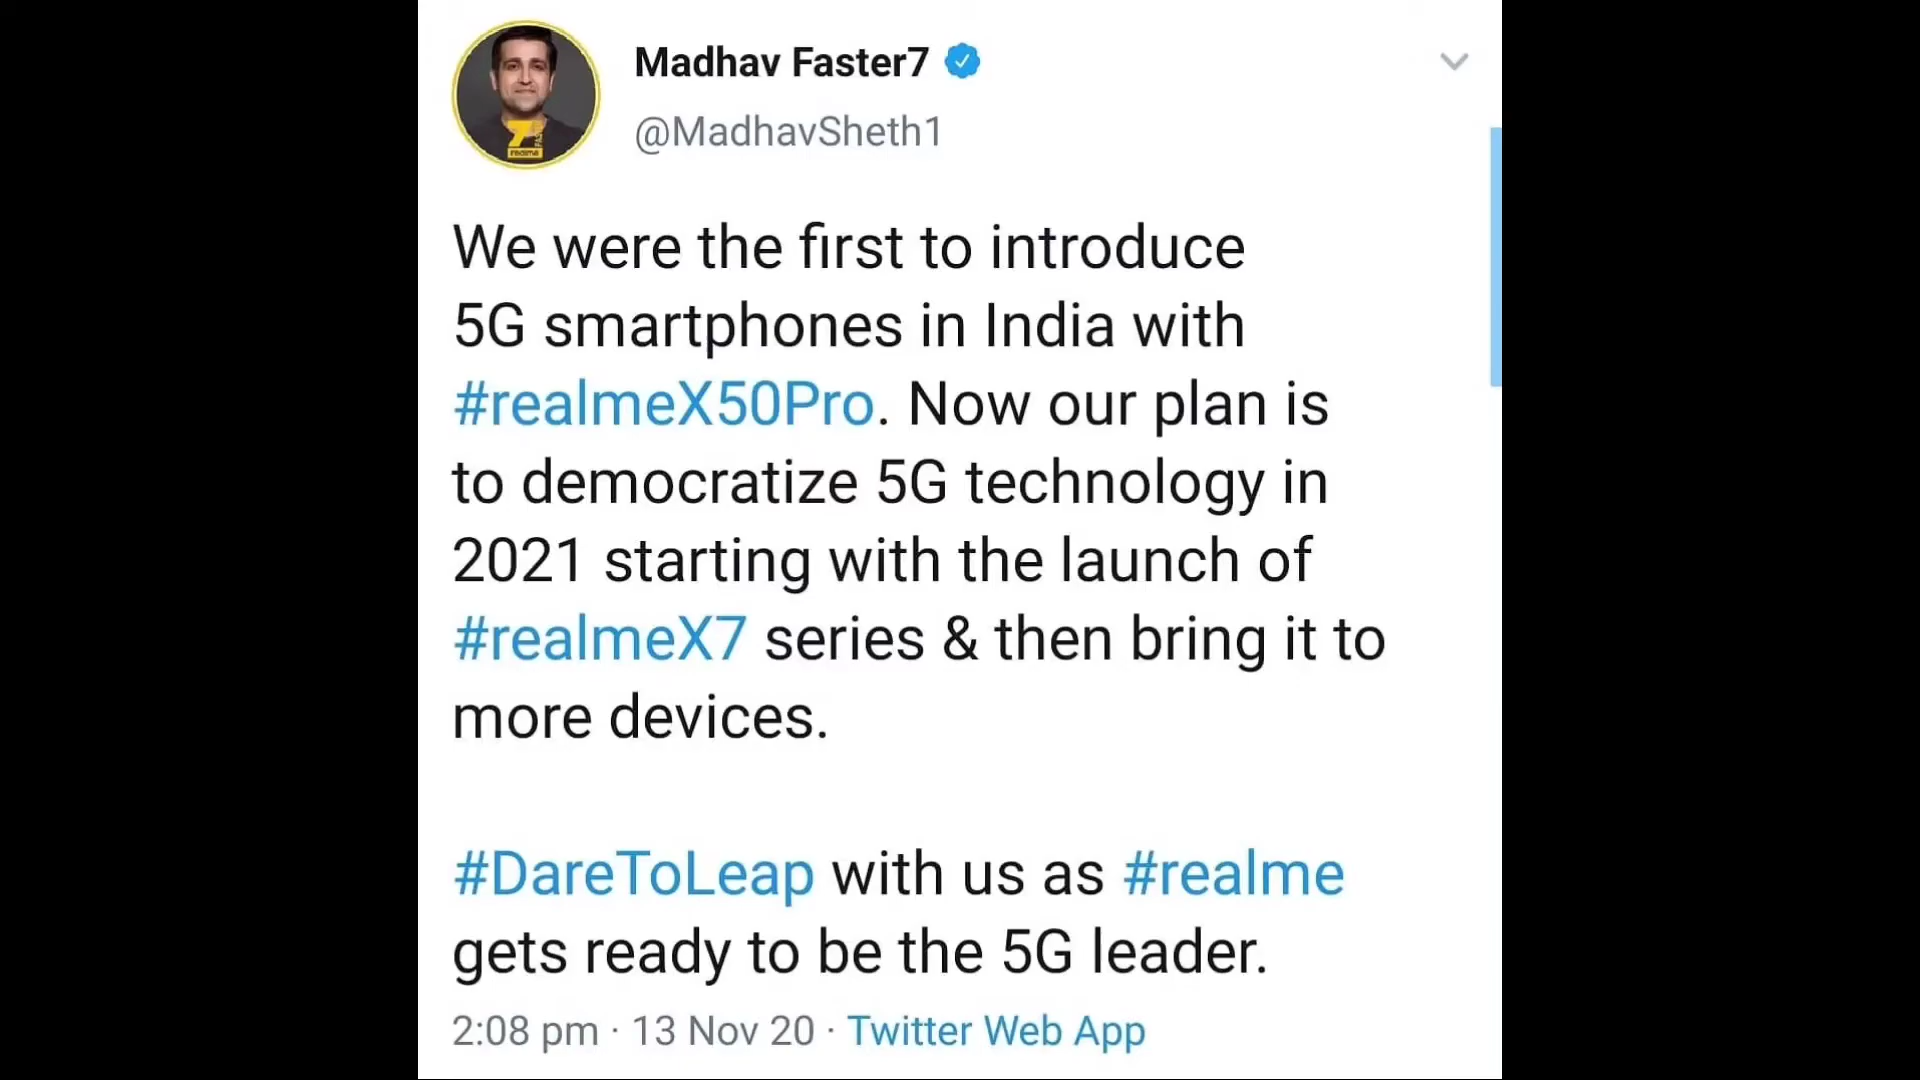 Madhav Faster7
@MadhavSheth1
We were the first to introduce
5G smartphones in India with
#realmeX50Pro. Now our plan is
to democratize 5G technology in
2021 starting with the launch of
#realmeX7 series & then bring it to
more devices.
#DareToLeap with us as #realme
gets ready to be the 5G leader.
2:08 pm · 13 Nov 20 · Twitter Web App
7
realme